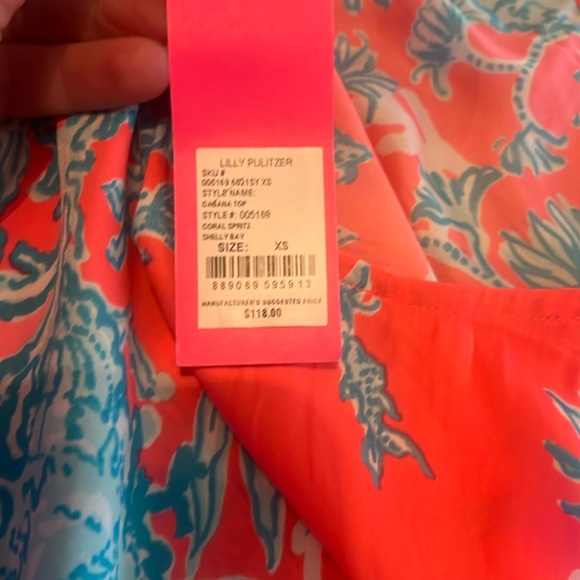 LILLY PULITZER
SKU #
005169 6621SY XS
STYLE NAME:
CABANA TOP
STYLE #: 005169
CORAL SPRITZ
SHELLY BAY
SIZE: XS
889069 595913
MANUFACTURER'S SUGGESTED PRICE
$118.00